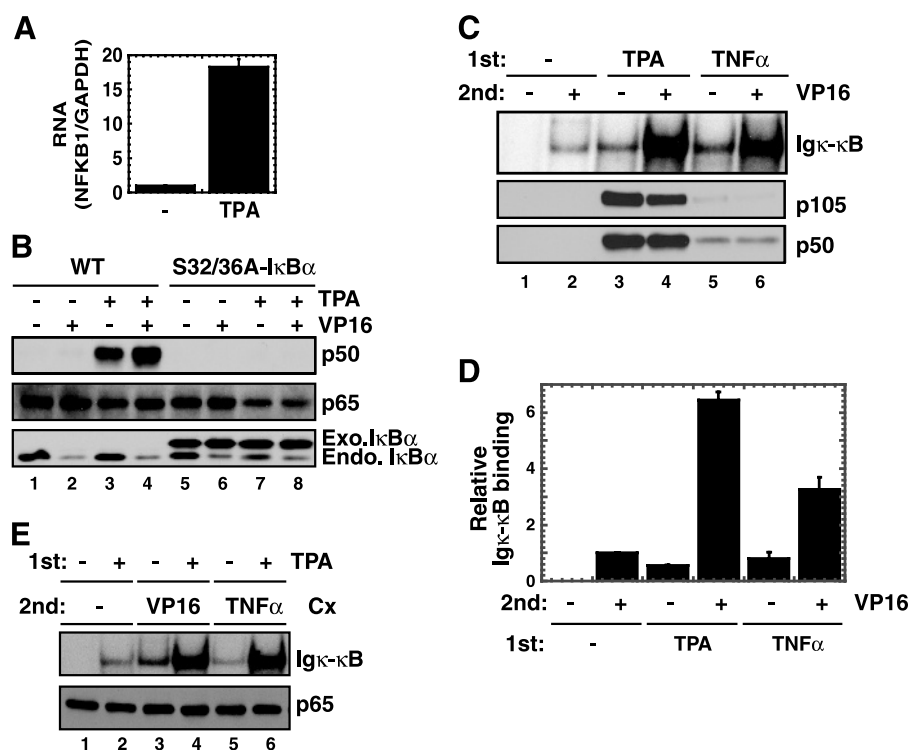 A
RNA
(NFKB1/GAPDH)
20
15
10
5
0
- TPA
B
WT S32/36A-IκBα
- - + + - - + + TPA
- + - + - + - + VP16
p50
p65
Exo.IκBα
Endo. IκBα
1 2 3 4 5 6 7 8
C
1st: - TPA TNFα
2nd: - + - + - + VP16
Igκ-κB
p105
p50
1 2 3 4 5 6
D
Relative
Igκ-κB binding
6
4
2
0
2nd: - + - + - + VP16
1st: - TPA TNFα
E
1st: - + - + - + TPA
2nd: - VP16 TNFα Cx
Igκ-κB
p65
1 2 3 4 5 6